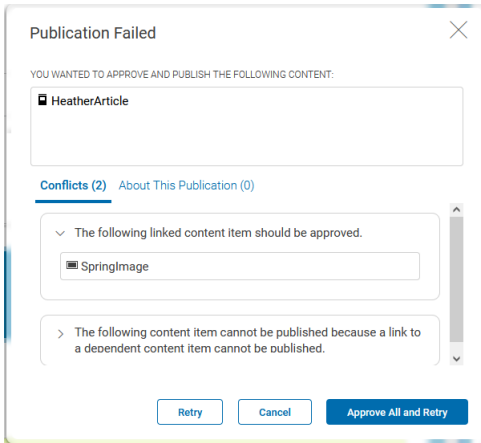 Publication Failed
YOU WANTED TO APPROVE AND PUBLISH THE FOLLOWING CONTENT:
HeatherArticle
Conflicts (2) About This Publication (0)
The following linked content item should be approved.
SpringImage
The following content item cannot be published because a link to
a dependent content item cannot be published.
Retry Cancel Approve All and Retry